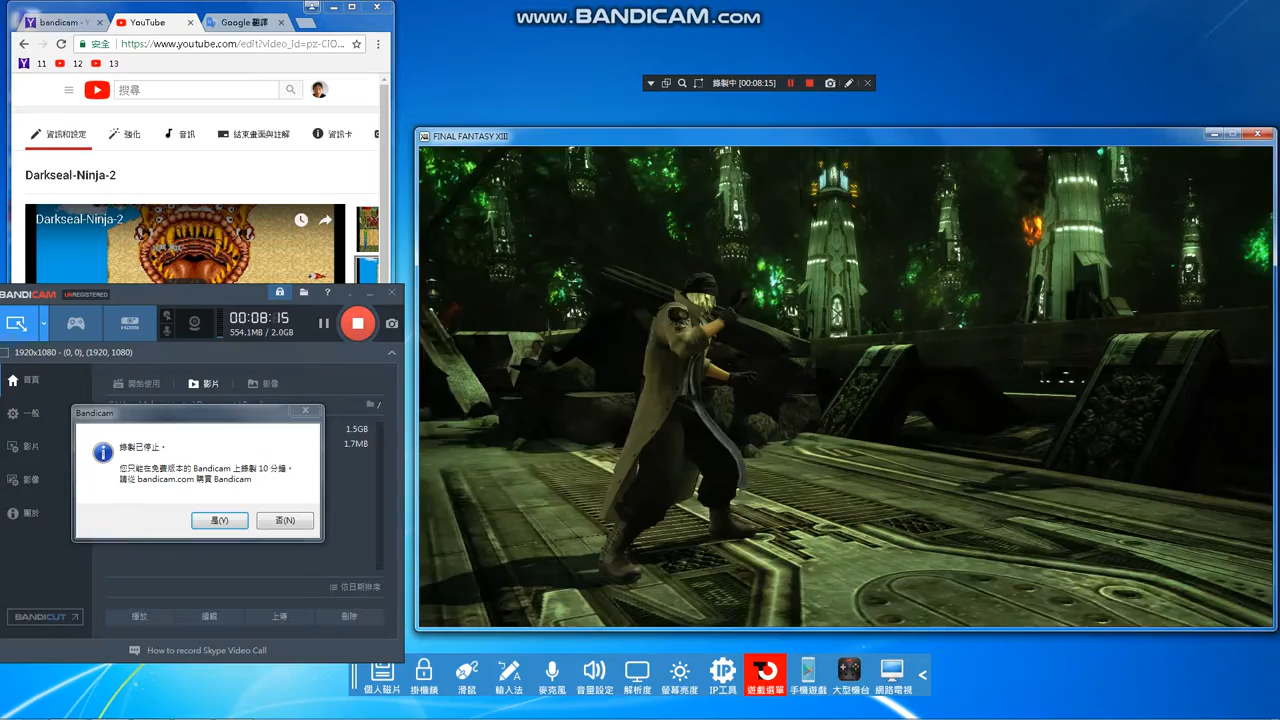 www.BANDICAM.com
bandicam - Y
YouTube
Google 翻譯
安全
https://www.youtube.com/edit?video_id=pz-CiO
11
12
13
搜尋
資訊和設定
強化
音訊
結束畫面與註解
資訊卡
Darkseal-Ninja-2
Darkseal-Ninja-2
錄製中 [00:08:15]
FINAL FANTASY XIII
BANDICAM
UNREGISTERED
HDMI
00:08:15
554.1MB / 2.0GB
1920x1080 - (0, 0), (1920, 1080)
首頁
一般
影片
影像
關於
開始使用
影片
影像
1.5GB
1.7MB
Bandicam
錄製已停止。
您只能在免費版本的 Bandicam 上錄製 10 分鐘。
請從 bandicam.com 購買 Bandicam
是(Y)
否(N)
依日期排序
BANDICUT
播放
編輯
上傳
刪除
How to record Skype Video Call
個人磁片
掛機鎖
滑鼠
輸入法
麥克風
音量設定
解析度
螢幕亮度
IP
IP工具
遊戲選單
手機遊戲
大型機台
網路電視